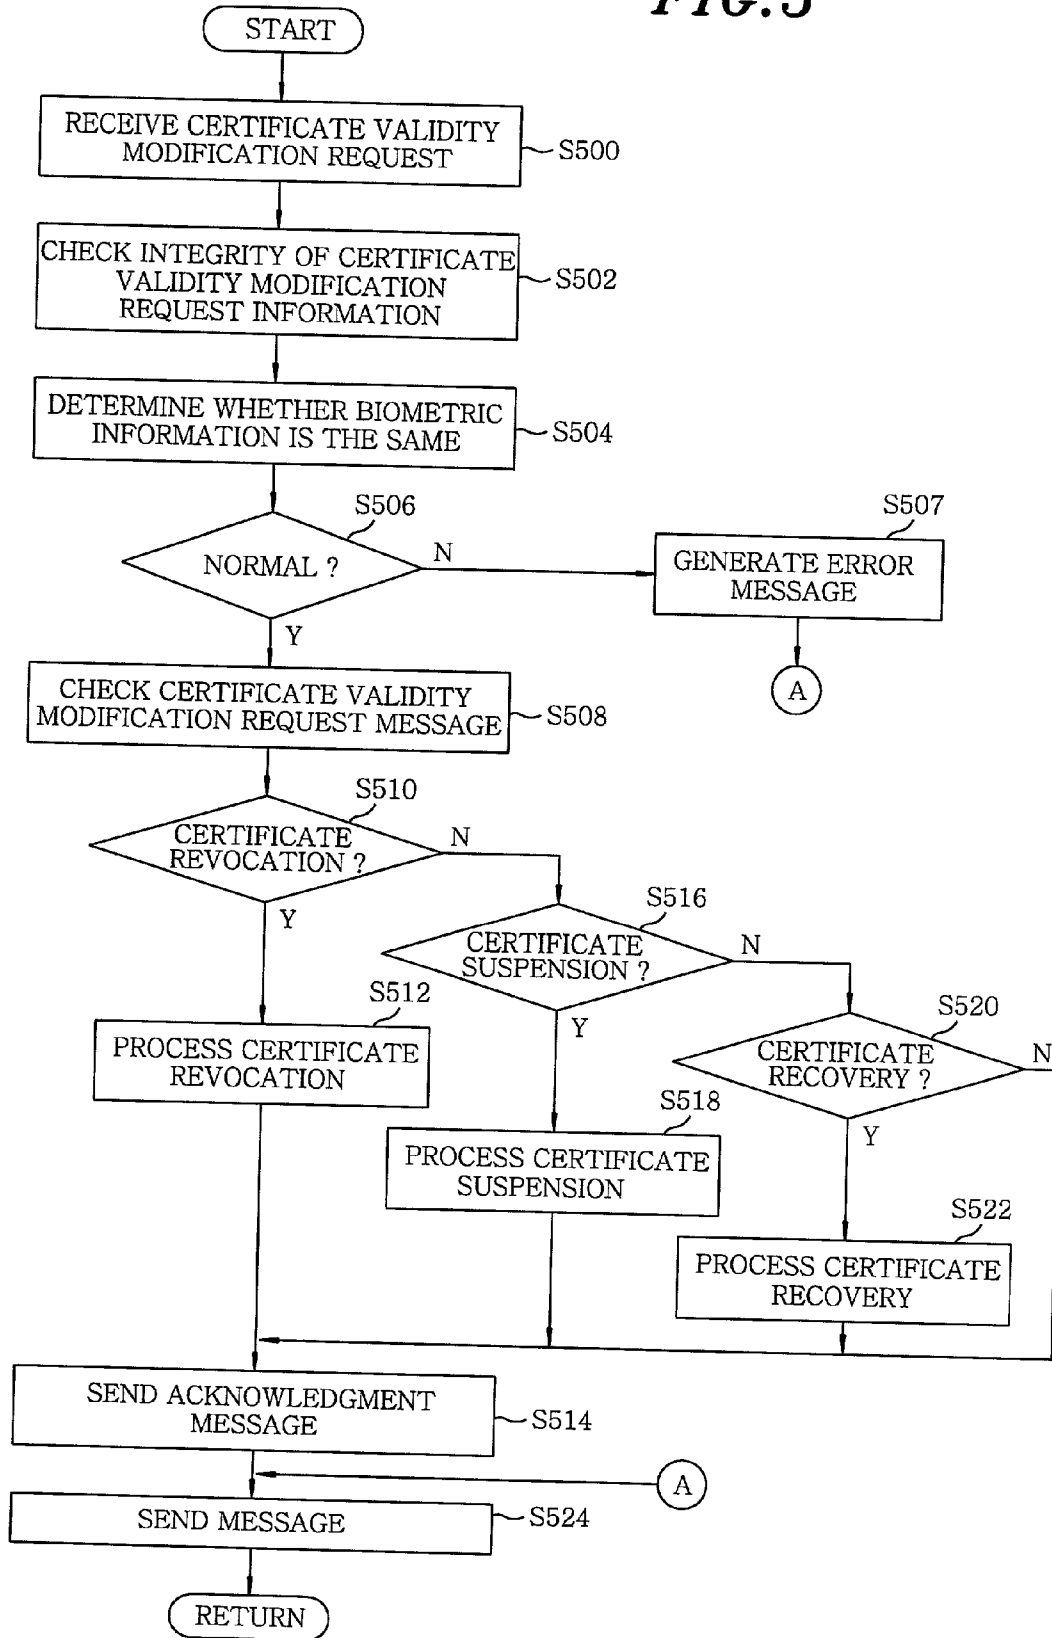 START
RECEIVE CERTIFICATE VALIDITY
MODIFICATION REQUEST
S500
CHECK INTEGRITY OF CERTIFICATE
VALIDITY MODIFICATION
REQUEST INFORMATION
S502
DETERMINE WHETHER BIOMETRIC
INFORMATION IS THE SAME
S504
S506
NORMAL ?
N
Y
S507
GENERATE ERROR
MESSAGE
A
CHECK CERTIFICATE VALIDITY
MODIFICATION REQUEST MESSAGE
S508
S510
CERTIFICATE
REVOCATION ?
N
Y
S516
CERTIFICATE
SUSPENSION ?
N
Y
S512
PROCESS CERTIFICATE
REVOCATION
S520
CERTIFICATE
RECOVERY ?
N
Y
S518
PROCESS CERTIFICATE
SUSPENSION
S522
PROCESS CERTIFICATE
RECOVERY
SEND ACKNOWLEDGMENT
MESSAGE
S514
A
SEND MESSAGE
S524
RETURN